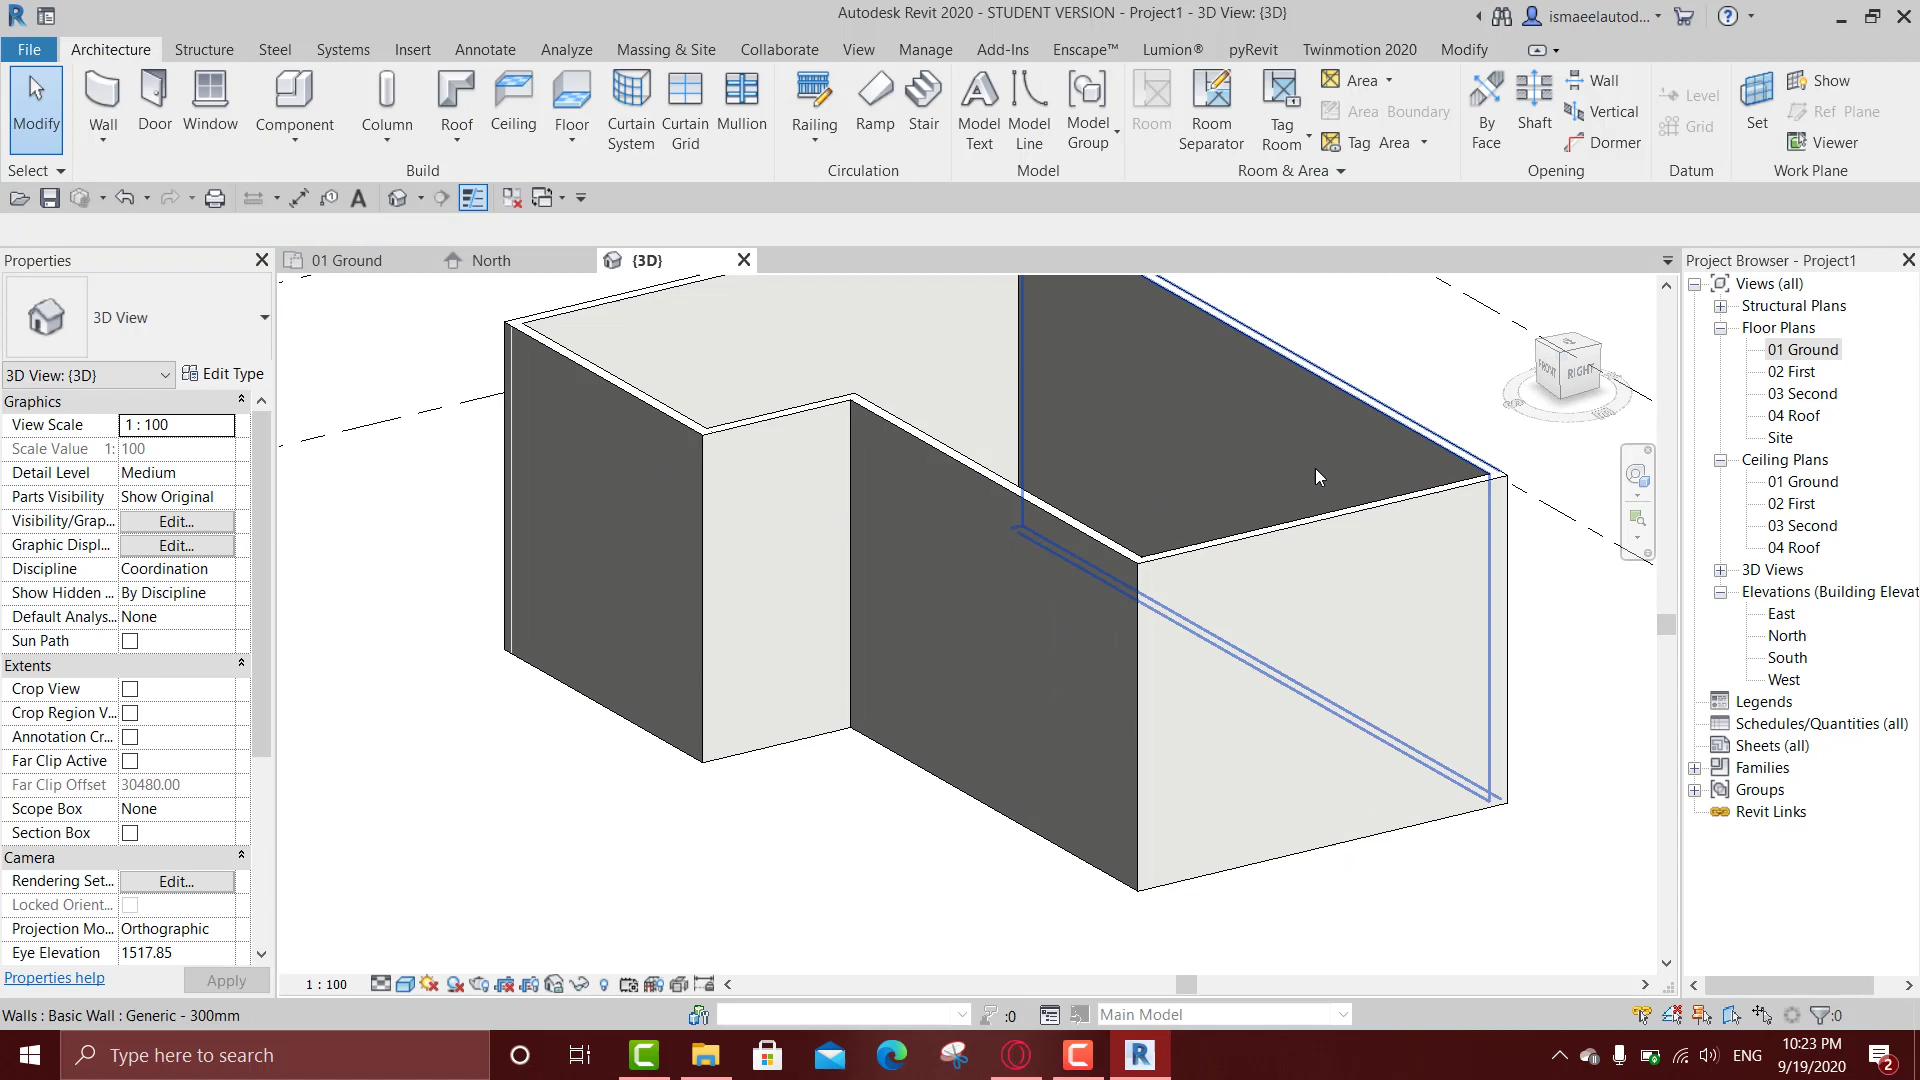 Autodesk Revit 2020 - STUDENT VERSION - Project1 - 3D View: {3D}
ismaeelautod...
File Architecture Structure Steel Systems Insert Annotate Analyze Massing & Site Collaborate View Manage Add-Ins Enscape™ Lumion® pyRevit Twinmotion 2020 Modify
Modify
Wall
Door
Window
Component
Column
Roof
Ceiling
Floor
Curtain System
Curtain Grid
Mullion
Railing
Ramp
Stair
Model Text
Model Line
Model Group
Room
Room Separator
Tag Room
Area
Area Boundary
Tag Area
By Face
Shaft
Wall
Vertical
Dormer
Level
Grid
Set
Show
Ref Plane
Viewer
Select Build Circulation Model Room & Area Opening Datum Work Plane
Properties
3D View
3D View: {3D}
Edit Type
Graphics
View Scale 1 : 100
Scale Value 1: 100
Detail Level Medium
Parts Visibility Show Original
Visibility/Grap... Edit...
Graphic Displ... Edit...
Discipline Coordination
Show Hidden ... By Discipline
Default Analys... None
Sun Path
Extents
Crop View
Crop Region V...
Annotation Cr...
Far Clip Active
Far Clip Offset 30480.00
Scope Box None
Section Box
Camera
Rendering Set... Edit...
Locked Orient...
Projection Mo... Orthographic
Eye Elevation 1517.85
Properties help
Apply
01 Ground
North
{3D}
FRONT
RIGHT
1 : 100
Project Browser - Project1
Views (all)
Structural Plans
Floor Plans
01 Ground
02 First
03 Second
04 Roof
Site
Ceiling Plans
01 Ground
02 First
03 Second
04 Roof
3D Views
Elevations (Building Elevat
East
North
South
West
Legends
Schedules/Quantities (all)
Sheets (all)
Families
Groups
Revit Links
Walls : Basic Wall : Generic - 300mm
:0
Main Model
:0
Type here to search
ENG
10:23 PM
9/19/2020
2